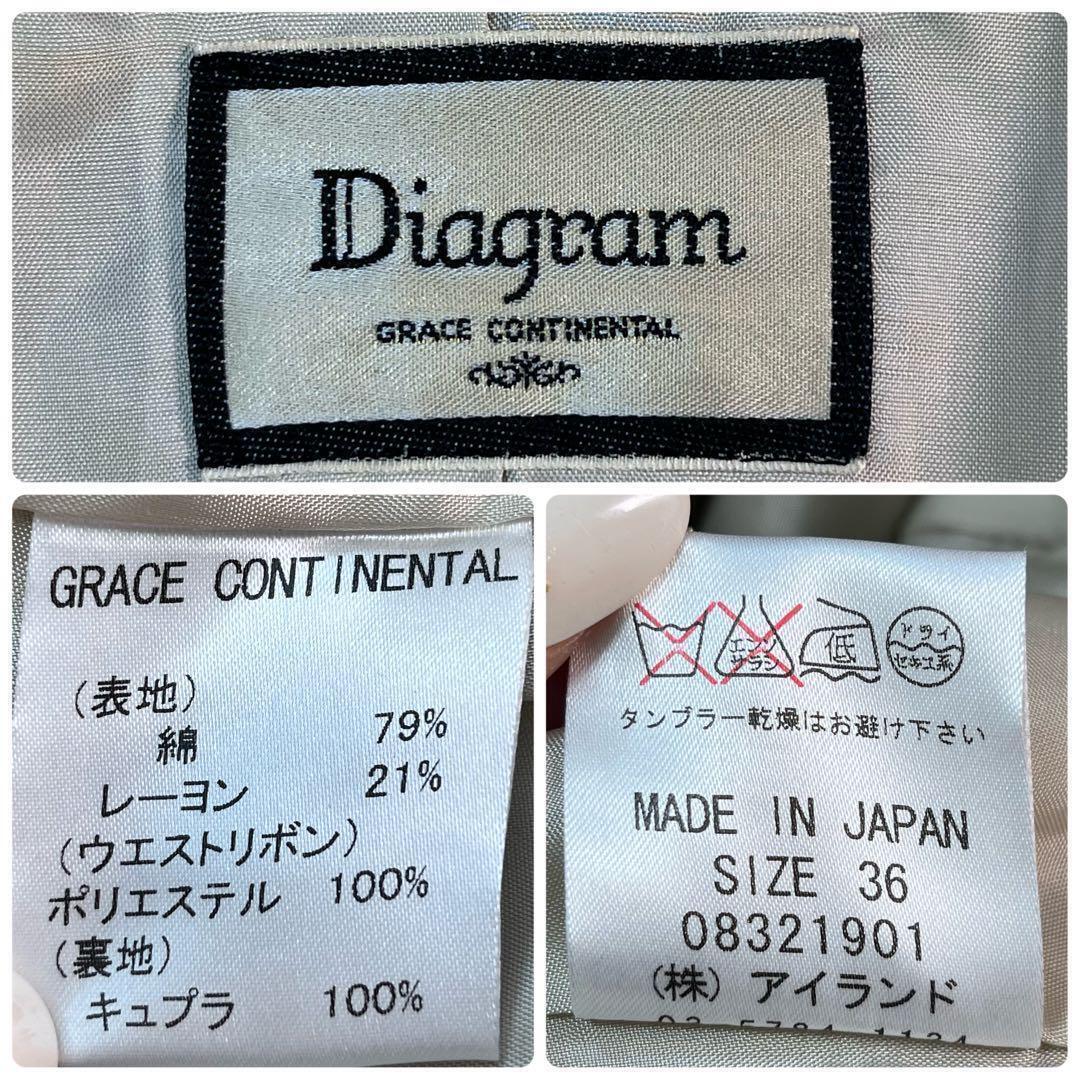 Diagram
GRACE CONTINENTAL
GRACE CONTINENTAL
(表地)
綿 79%
レーヨン 21%
(ウエストリボン)
ポリエステル 100%
(裏地)
キュプラ 100%
エンソ
サラシ
低
ドライ
セキユ系
タンブラー乾燥はお避け下さい
MADE IN JAPAN
SIZE 36
08321901
(株) アイランド